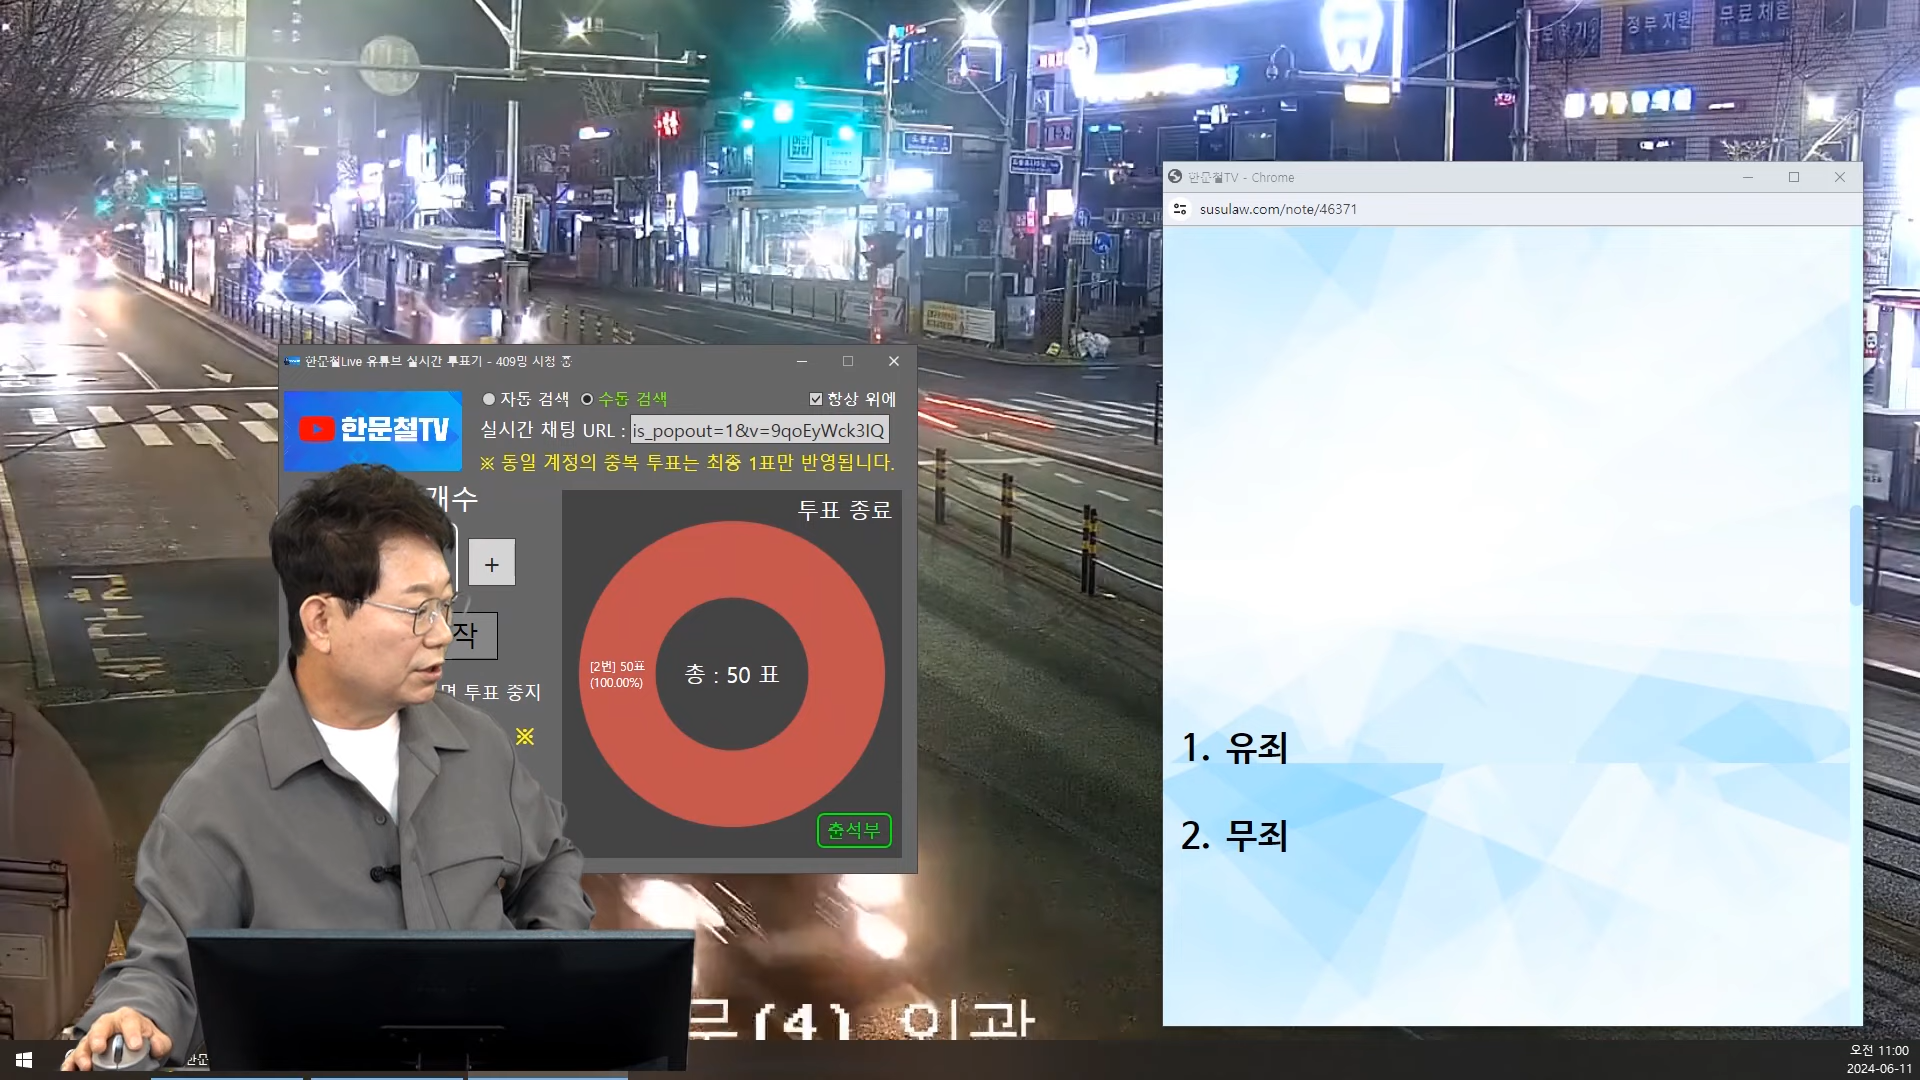 정부지원
무료체험
한문철TV - Chrome
susulaw.com/note/46371
한문철Live 유튜브 실시간 투표기 - 409명 시청 중
자동 검색
수동 검색
항상 위에
한문철TV
실시간 채팅 URL :
is_popout=1&v=9qoEyWck3IQ
※ 동일 계정의 중복 투표는 최종 1표만 반영됩니다.
개수
투표 종료
+
작
[2번] 50표
(100.00%)
총 : 50 표
면 투표 중지
※
출석부
1. 유죄
2. 무죄
(4) 외과
한문
오전 11:00
2024-06-11